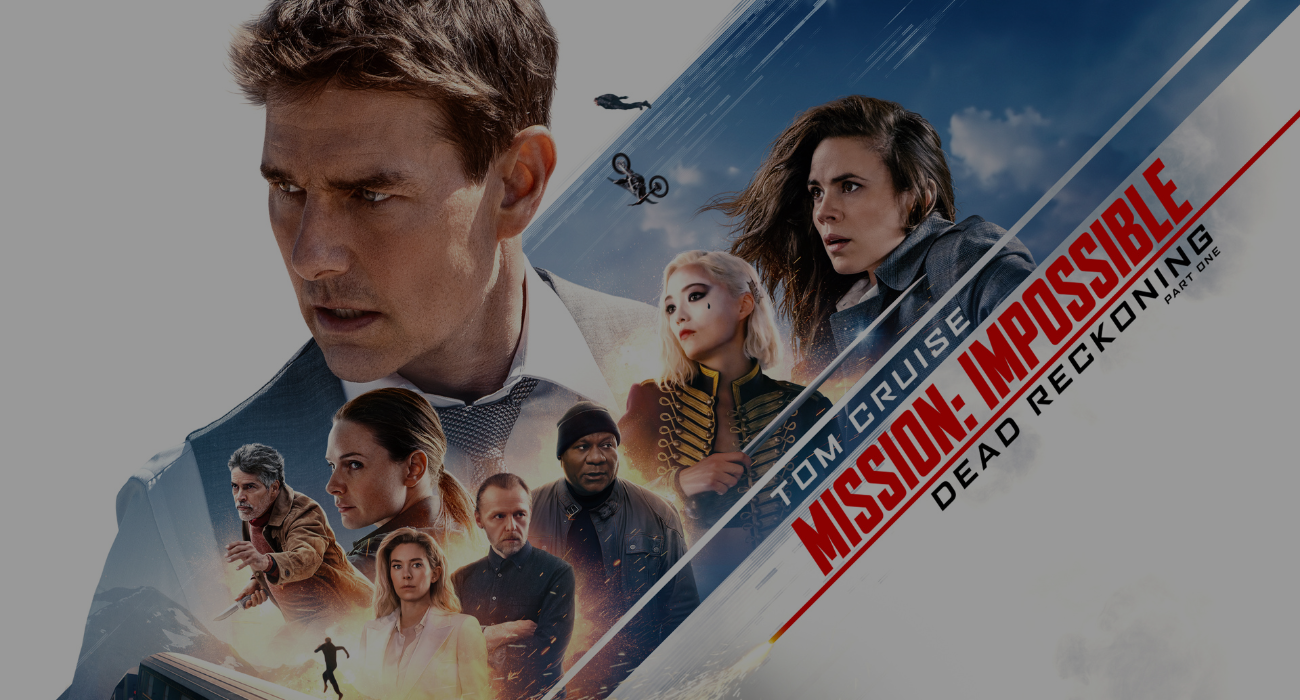 TOM CRUISE
MISSION: IMPOSSIBLE
DEAD RECKONING
PART ONE